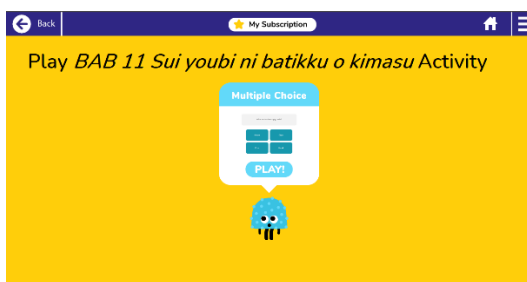 Back
My Subscription
Play BAB 11 Sui youbi ni batikku o kimasu Activity
Multiple Choice
PLAY!